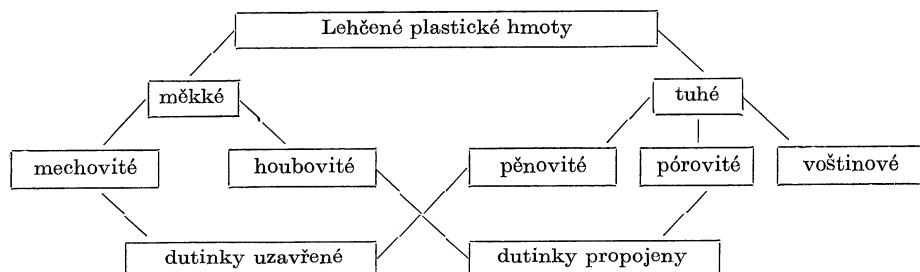 Lehčené plastické hmoty
měkké tuhé
mechovité houbovité pěnovité pórovité voštinové
dutinky uzavřené dutinky propojeny